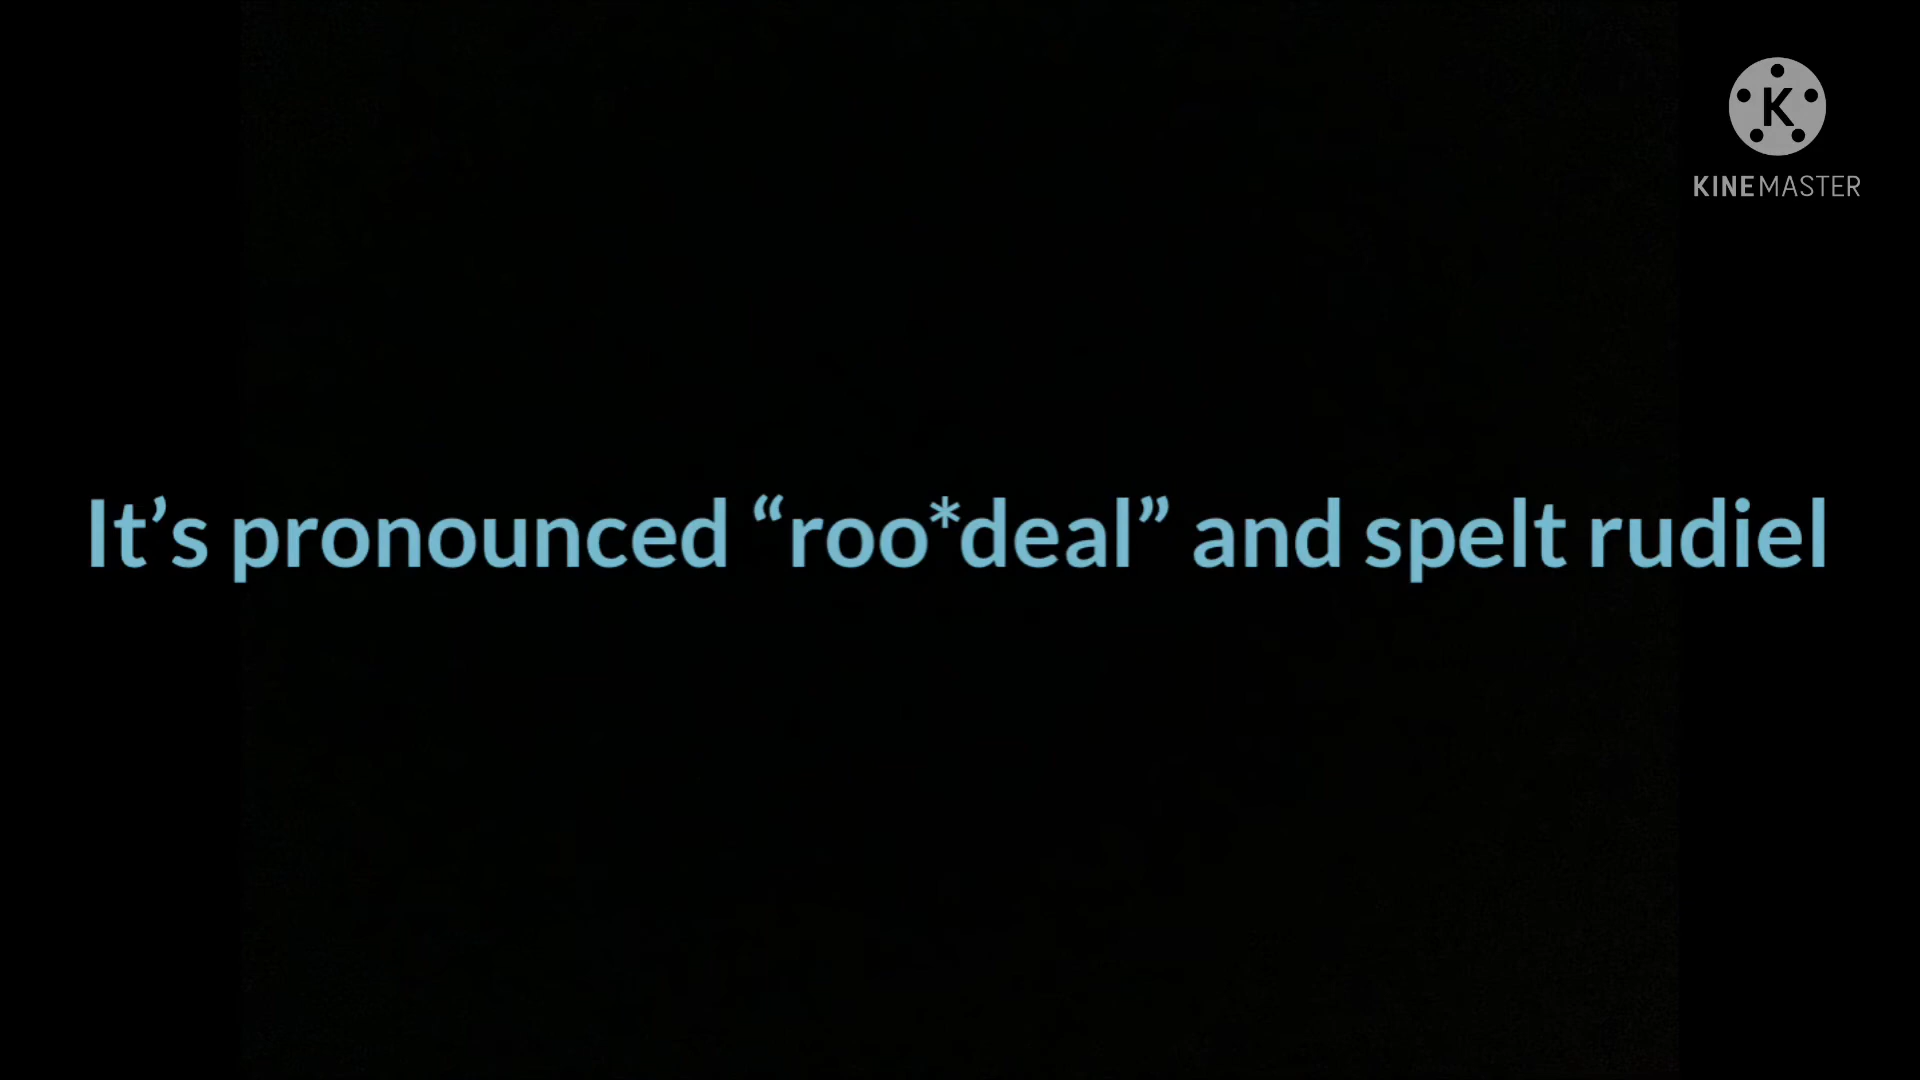 K
KINEMASTER
It’s pronounced “roo*deal” and spelt rudiel